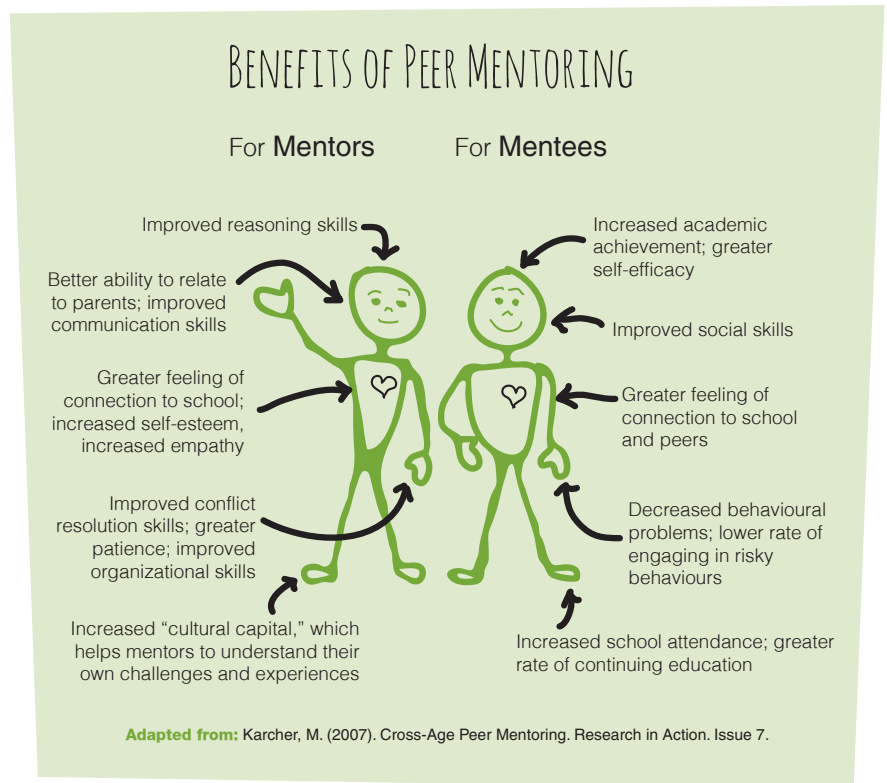 BENEFITS OF PEER MENTORING
For Mentors
Improved reasoning skills
Better ability to relate
to parents; improved
communication skills
Greater feeling of
connection to school;
increased self-esteem,
increased empathy
Improved conflict
resolution skills; greater
patience; improved
organizational skills
Increased “cultural capital,” which
helps mentors to understand their
own challenges and experiences
For Mentees
Increased academic
achievement; greater
self-efficacy
Improved social skills
Greater feeling of
connection to school
and peers
Decreased behavioural
problems; lower rate of
engaging in risky
behaviours
Increased school attendance; greater
rate of continuing education
Adapted from: Karcher, M. (2007). Cross-Age Peer Mentoring. Research in Action. Issue 7.